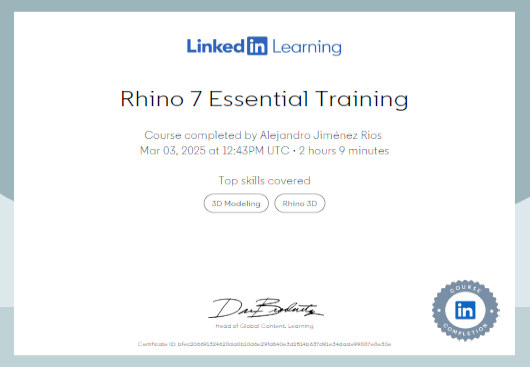 Linked in Learning
Rhino 7 Essential Training
Course completed by Alejandro Jiménez Rios
Mar 03, 2025 at 12:43PM UTC • 2 hours 9 minutes
Top skills covered
3D Modeling Rhino 3D
Head of Global Content, Learning
Certificate ID:
COURSE
in
COMPLETION